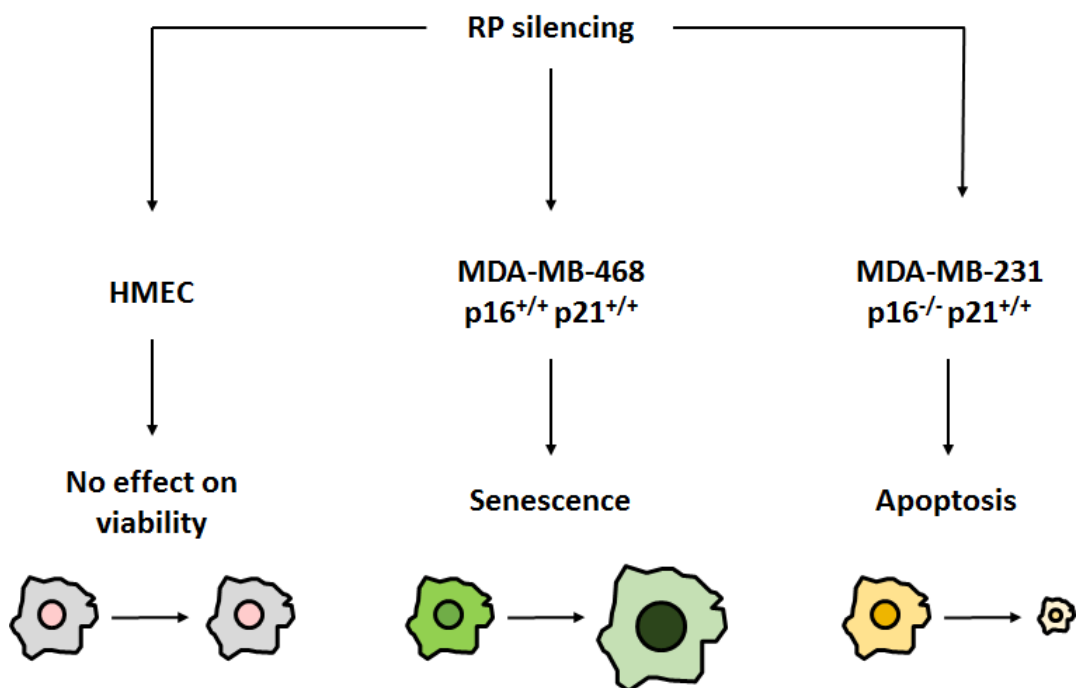 RP silencing
HMEC
MDA-MB-468
p16+/+ p21+/+
MDA-MB-231
p16-/- p21+/+
No effect on
viability
Senescence
Apoptosis